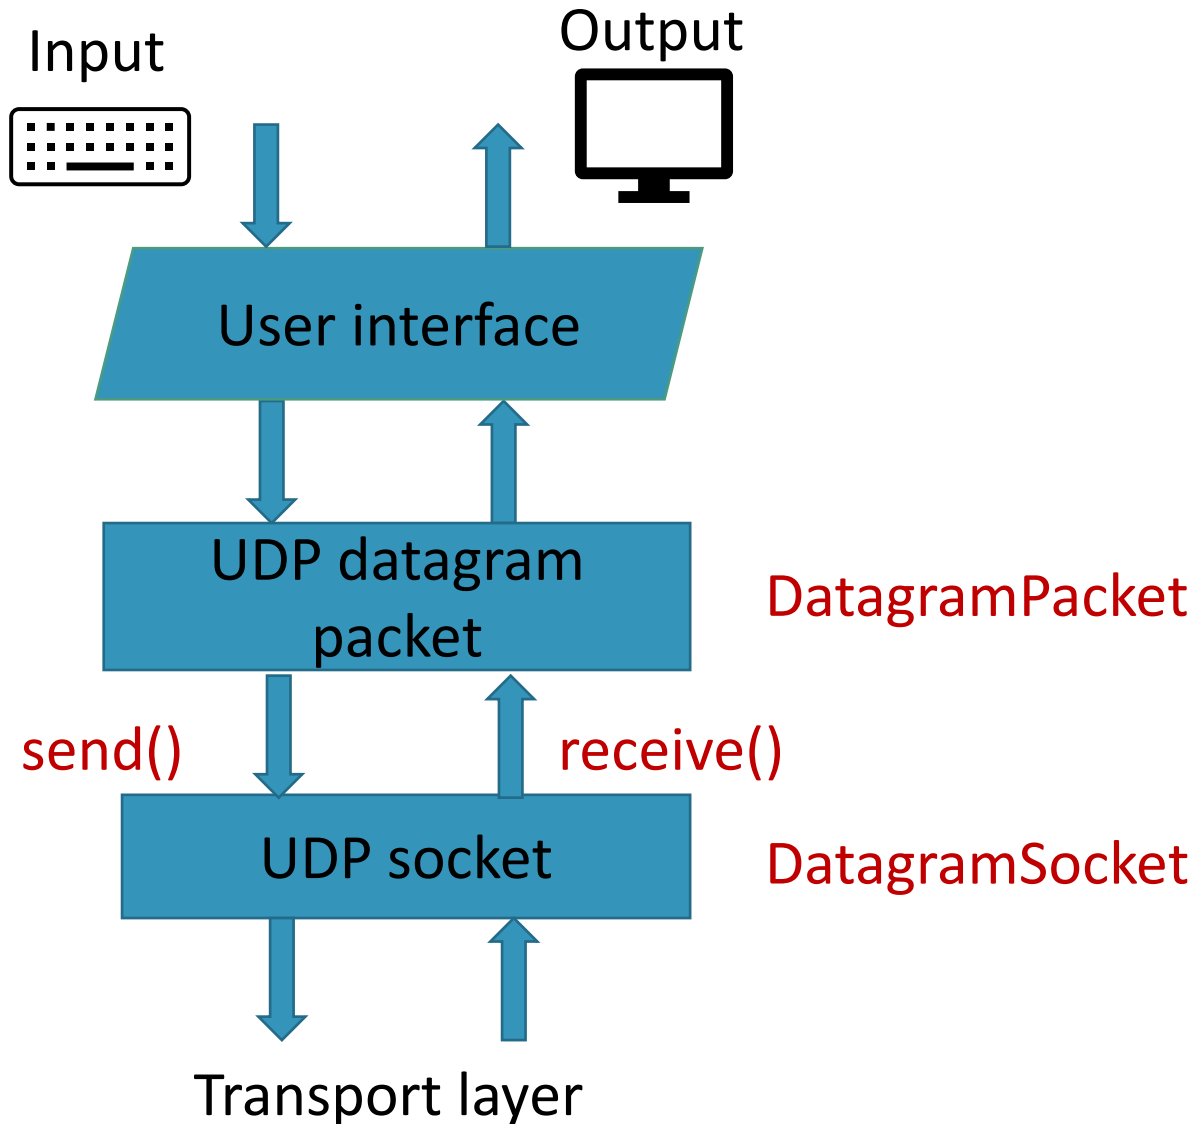 Input
Output
User interface
UDP datagram
packet
DatagramPacket
send()
receive()
UDP socket
DatagramSocket
Transport layer